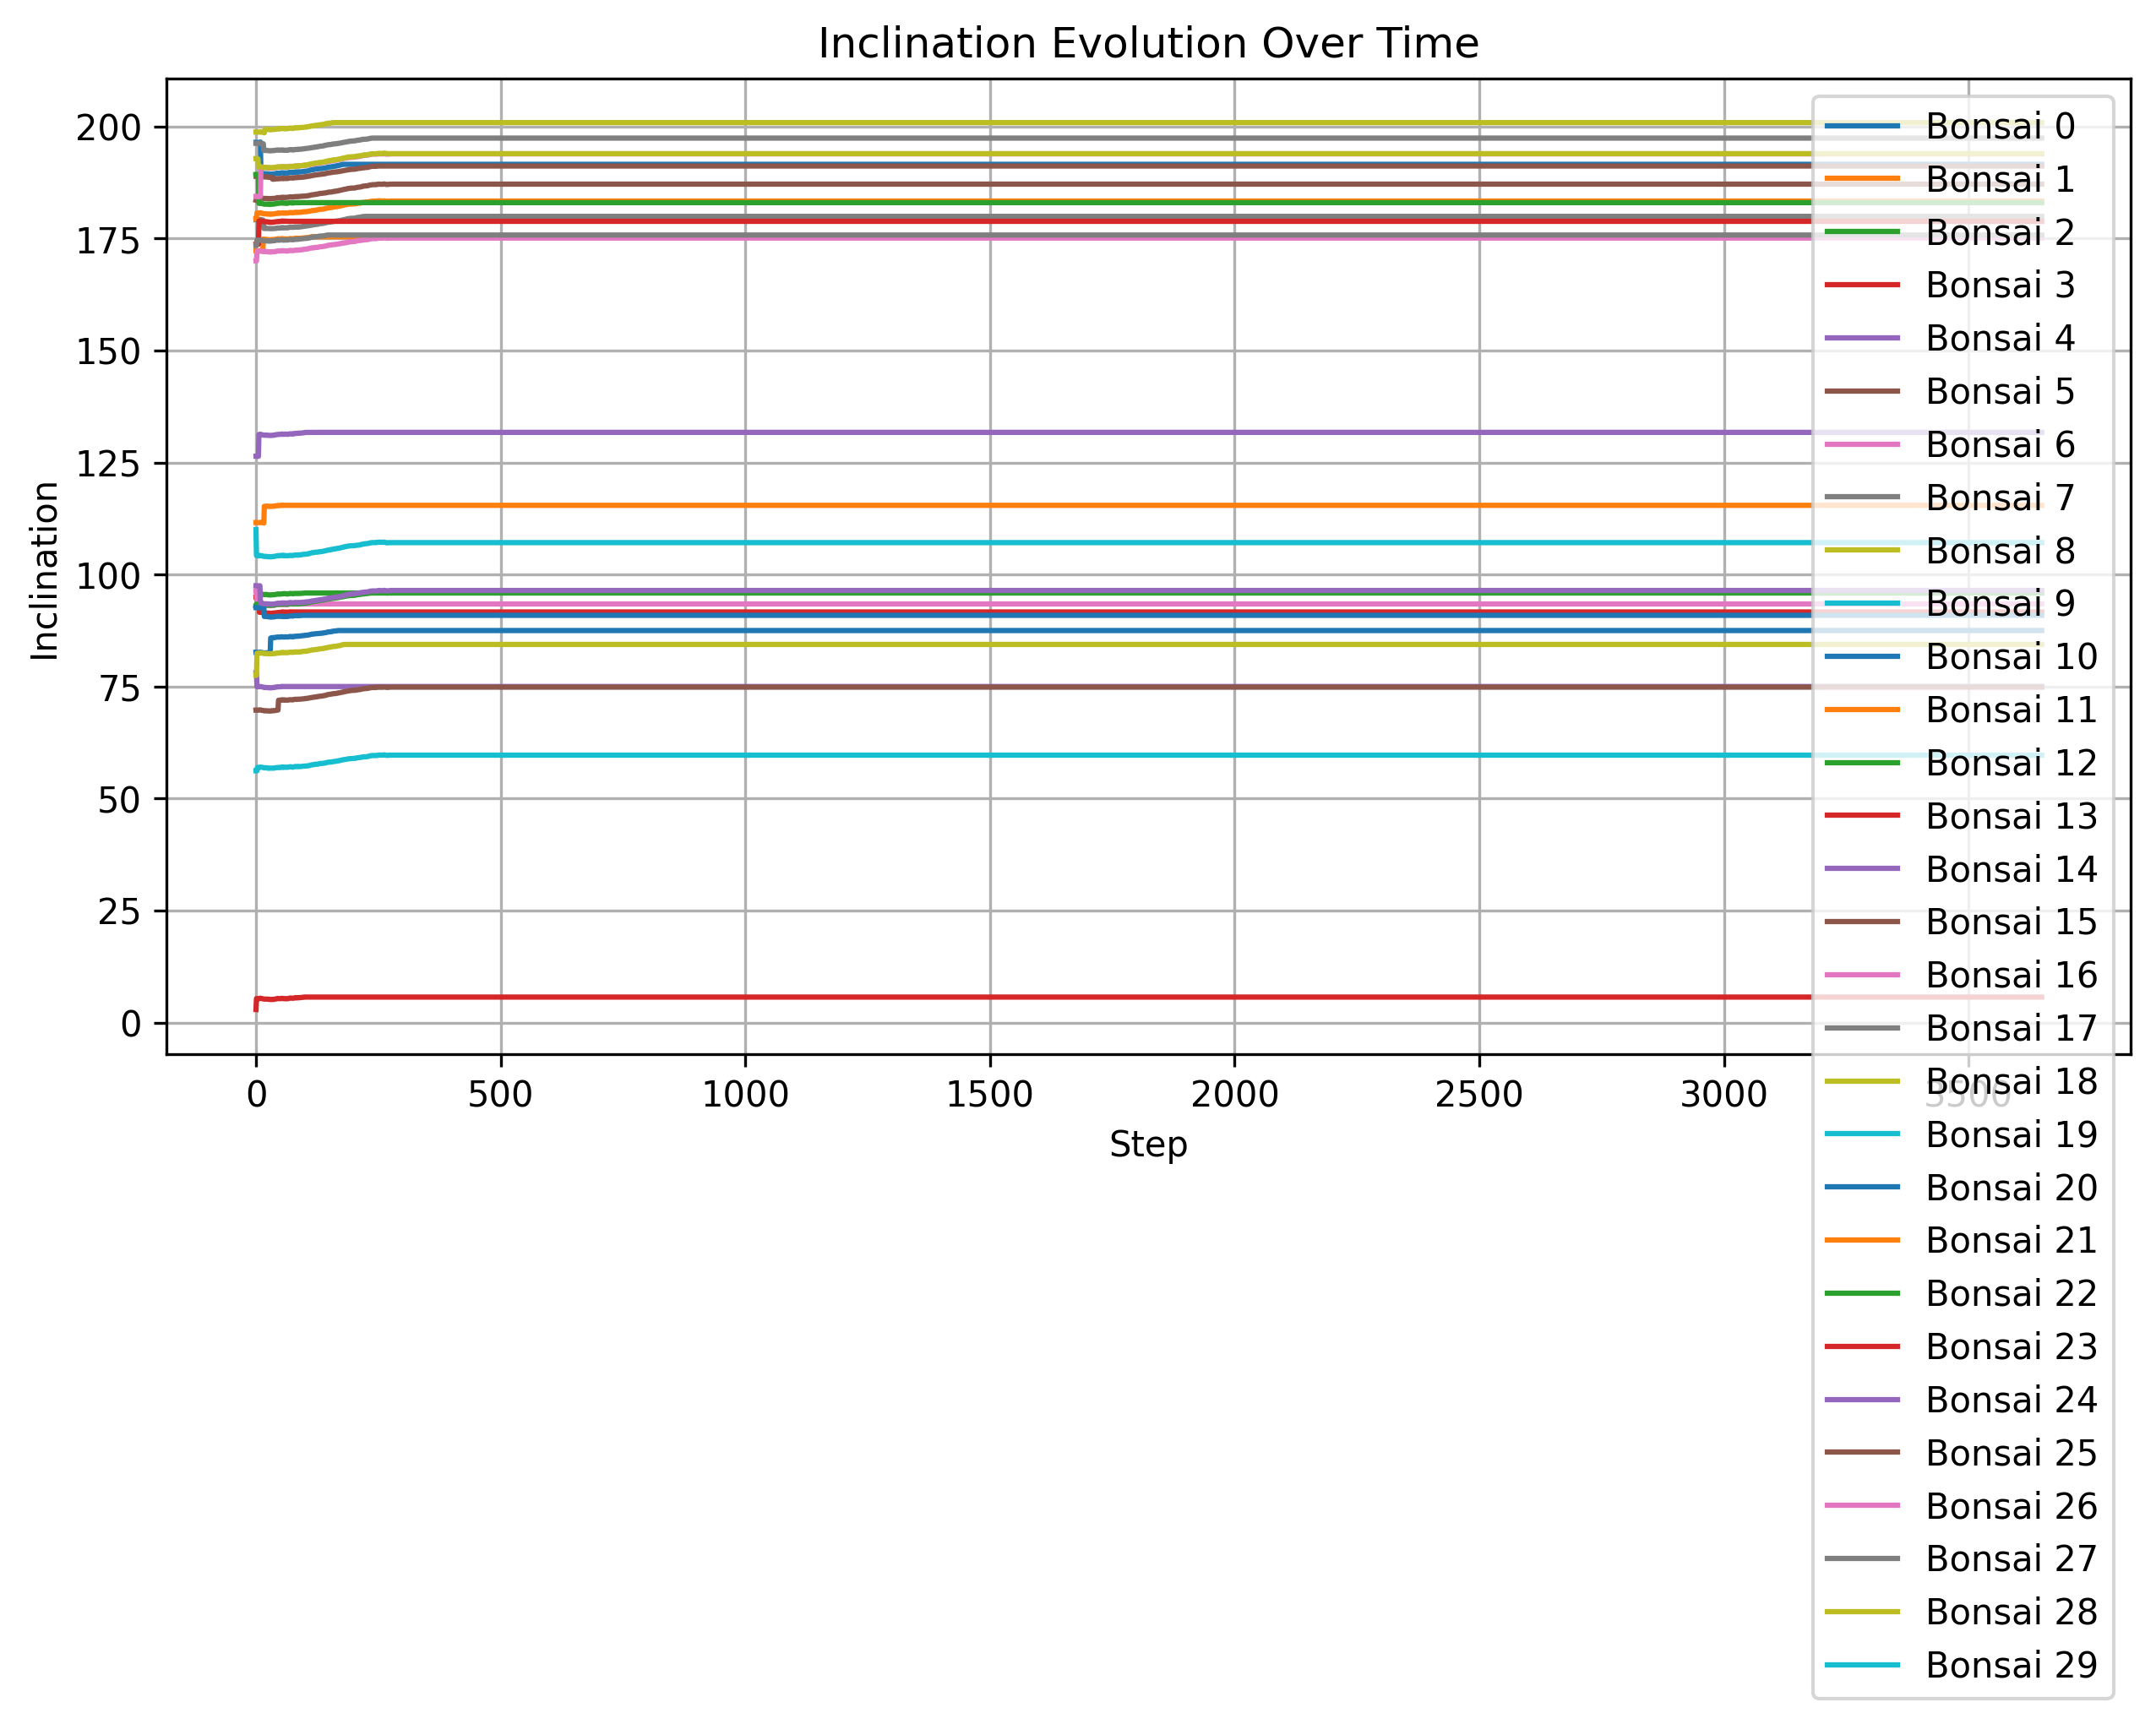 Inclination Evolution Over Time
Inclination
200
175
150
125
100
75
50
25
0
0 500 1000 1500 2000 2500 3000 3500
Step
Bonsai 0
Bonsai 1
Bonsai 2
Bonsai 3
Bonsai 4
Bonsai 5
Bonsai 6
Bonsai 7
Bonsai 8
Bonsai 9
Bonsai 10
Bonsai 11
Bonsai 12
Bonsai 13
Bonsai 14
Bonsai 15
Bonsai 16
Bonsai 17
Bonsai 18
Bonsai 19
Bonsai 20
Bonsai 21
Bonsai 22
Bonsai 23
Bonsai 24
Bonsai 25
Bonsai 26
Bonsai 27
Bonsai 28
Bonsai 29